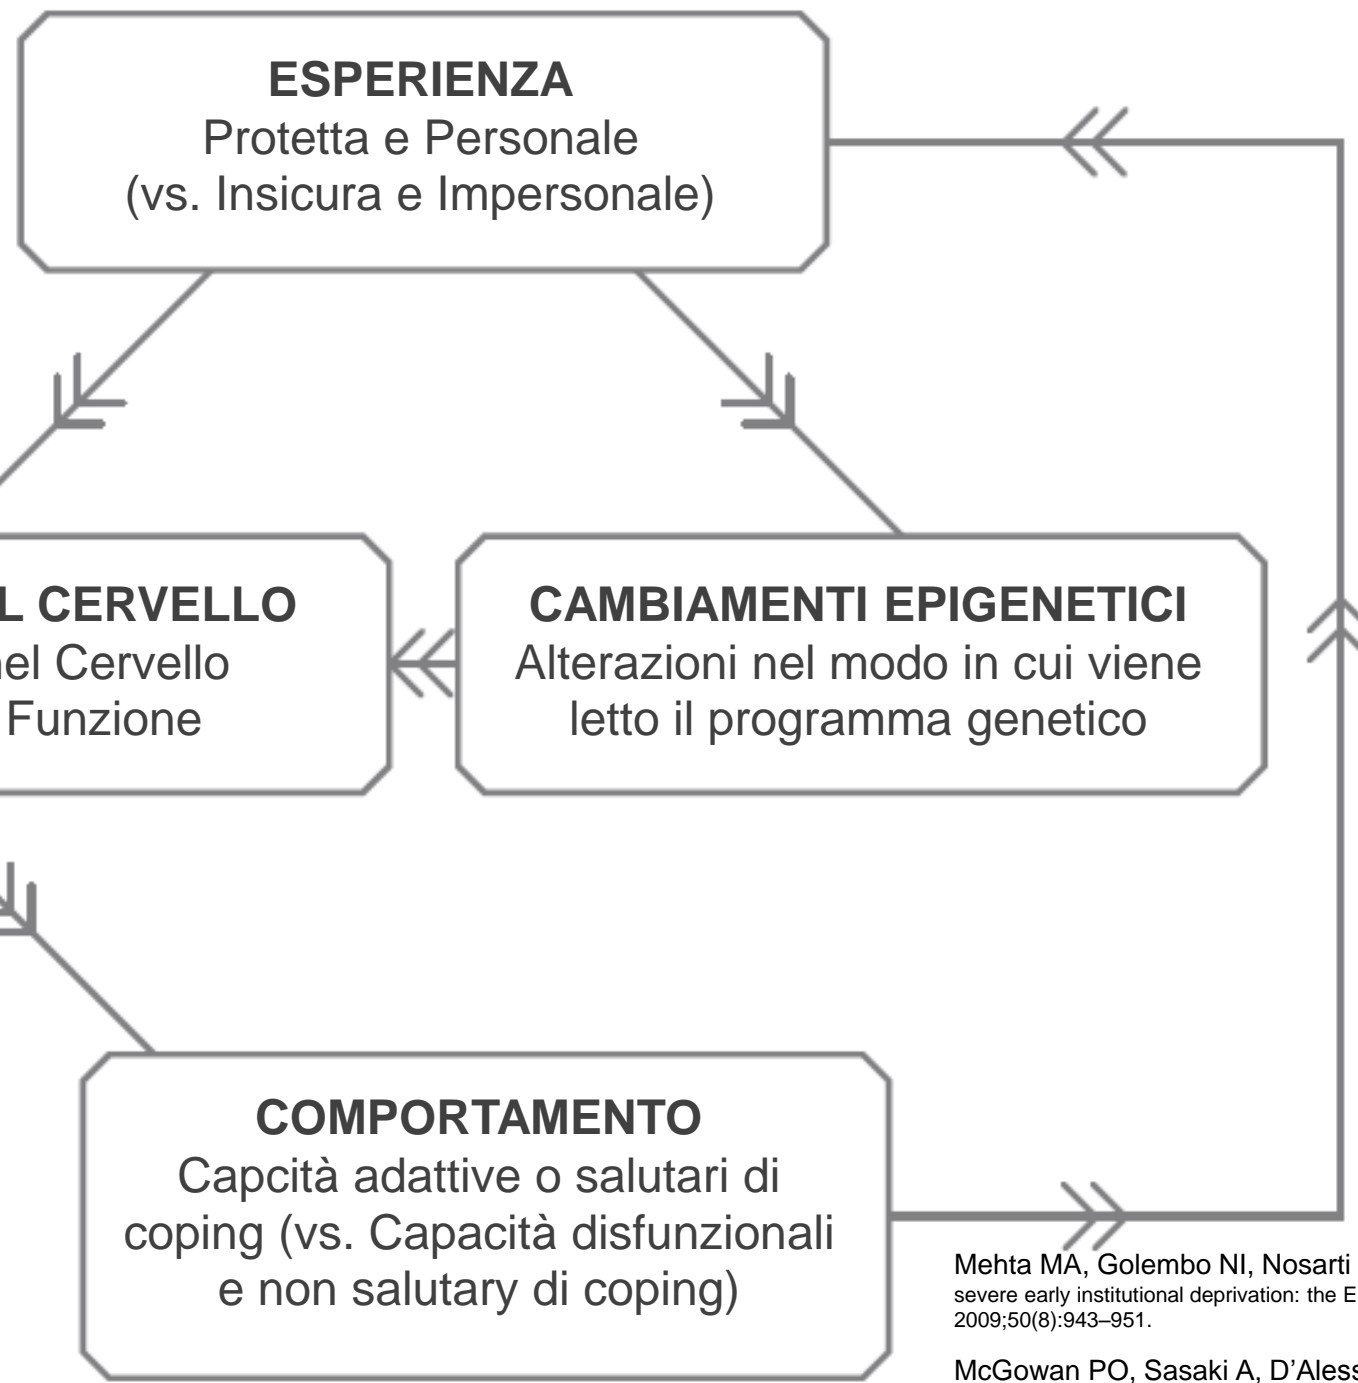 ESPERIENZA
Protetta e Personale
(vs. Insicura e Impersonale)
L CERVELLO
nel Cervello
Funzione
CAMBIAMENTI EPIGENETICI
Alterazioni nel modo in cui viene
letto il programma genetico
COMPORTAMENTO
Capcità adattive o salutari di
coping (vs. Capacità disfunzionali
e non salutary di coping)
Mehta MA, Golembo NI, Nosarti
severe early institutional deprivation: the E
2009;50(8):943–951.
McGowan PO, Sasaki A, D’Aless